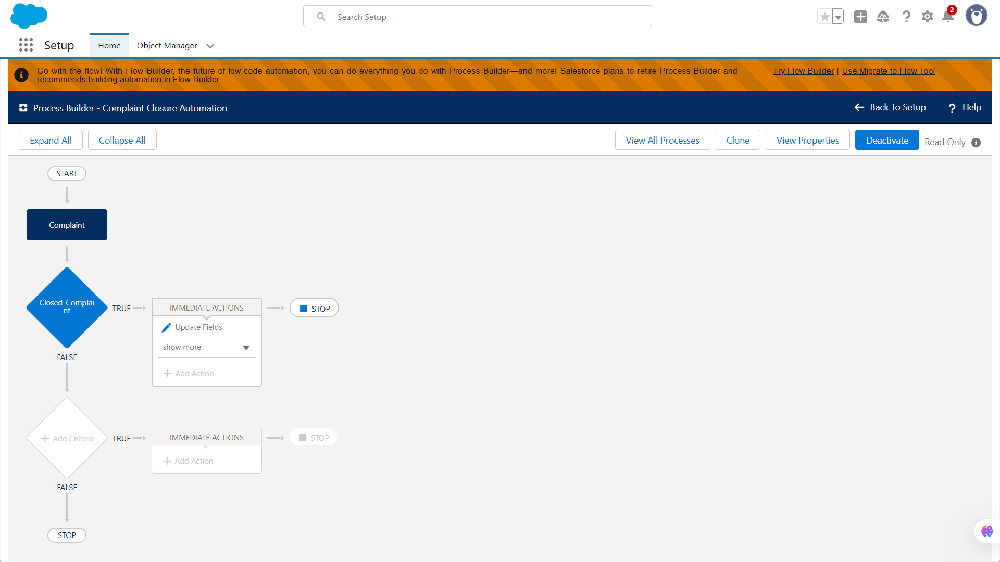 Search Setup
2
Setup
Home
Object Manager
Go with the flow! With Flow Builder, the future of low-code automation, you can do everything you do with Process Builder—and more! Salesforce plans to retire Process Builder and
recommends building automation in Flow Builder.
Try Flow Builder | Use Migrate to Flow Tool
Process Builder - Complaint Closure Automation
Back To Setup
Help
Expand All
Collapse All
View All Processes
Clone
View Properties
Deactivate
Read Only
START
Complaint
Closed_Complai
nt
TRUE
IMMEDIATE ACTIONS
STOP
Update Fields
show more
Add Action
FALSE
Add Criteria
TRUE
IMMEDIATE ACTIONS
STOP
Add Action
FALSE
STOP